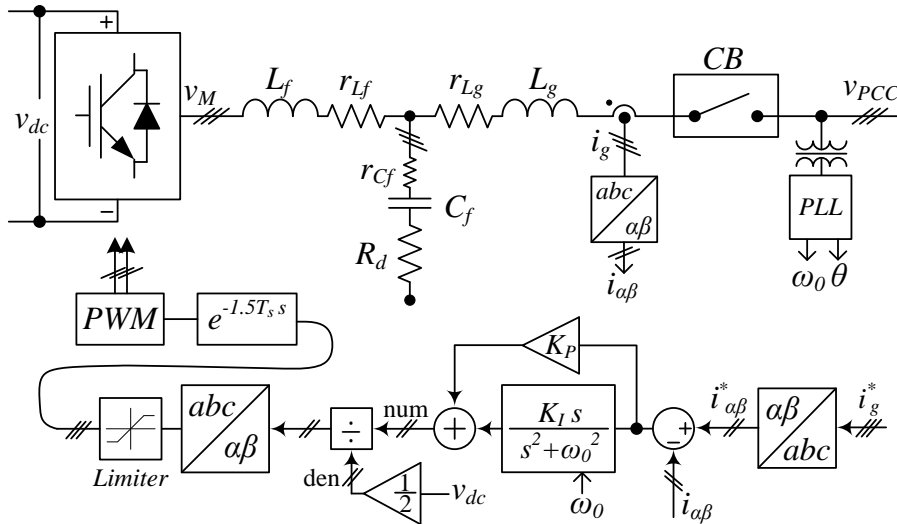 +
v_dc
−
v_M
L_f
r_Lf
r_Lg
L_g
CB
v_PCC
r_Cf
C_f
R_d
i_g
abc
αβ
i_αβ
PLL
ω_0 θ
PWM
e^-1.5T_s s
K_P
K_I s
s^2+ω_0^2
ω_0
+
-
i_αβ
i*_αβ
αβ
abc
i*_g
Limiter
abc
αβ
÷
num
den
+
1
2
v_dc